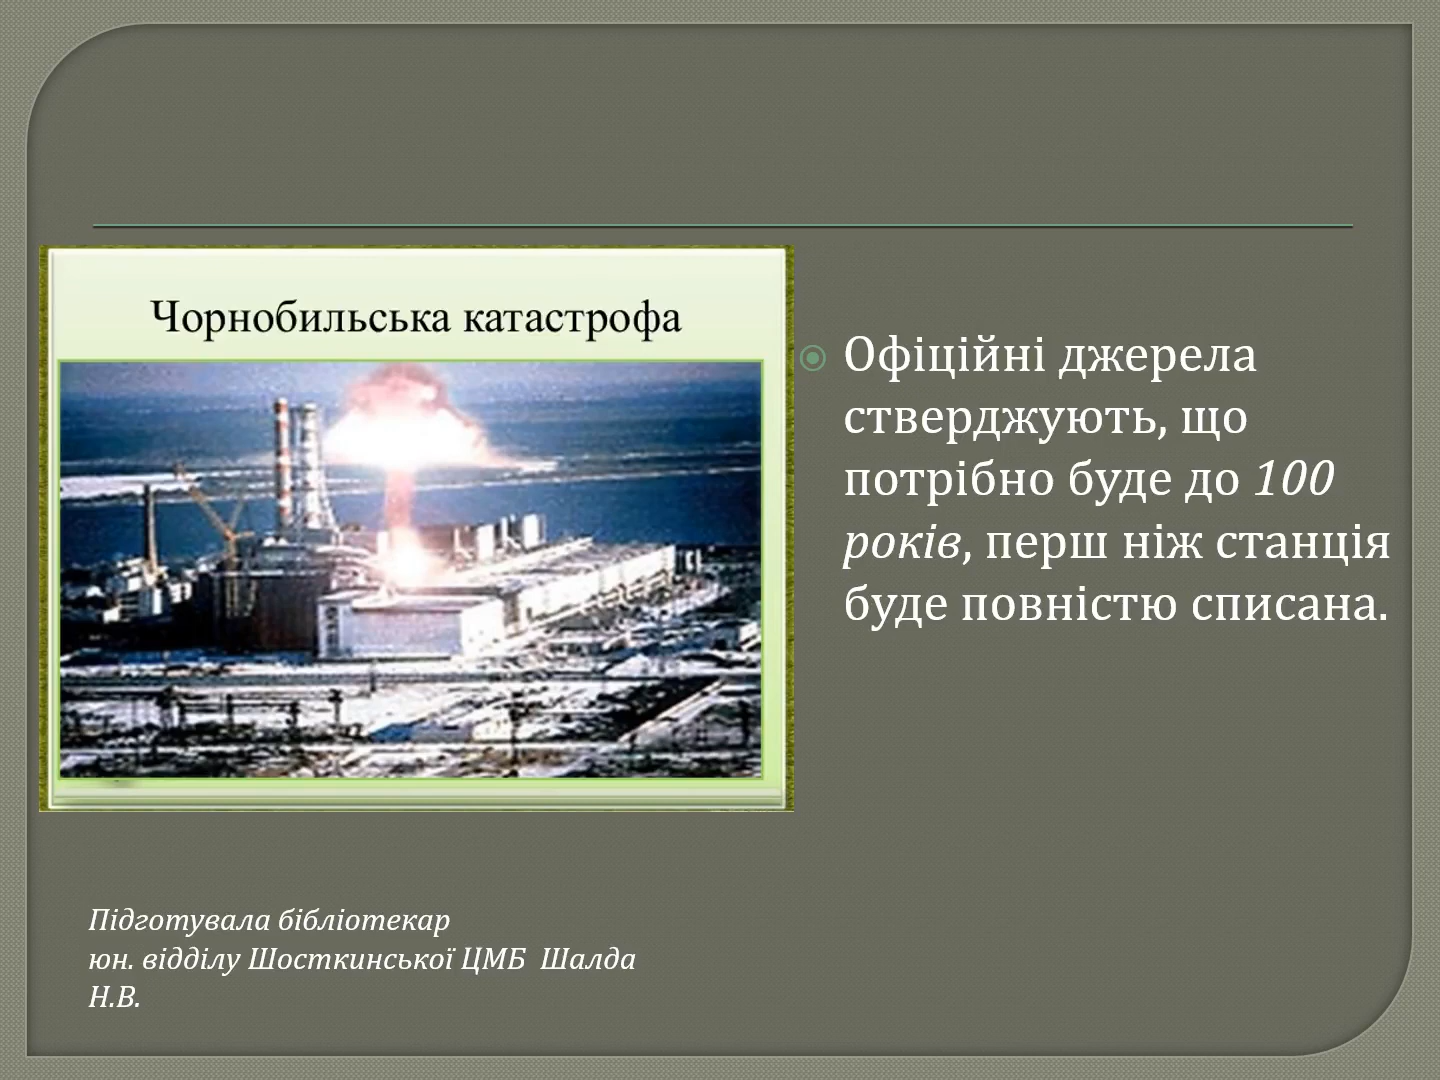 Чорнобильська катастрофа
Офіційні джерела
стверджують, що
потрібно буде до 100
років, перш ніж станція
буде повністю списана.
Підготувала бібліотекар
юн. відділу Шосткинської ЦМБ  Шалда
Н.В.